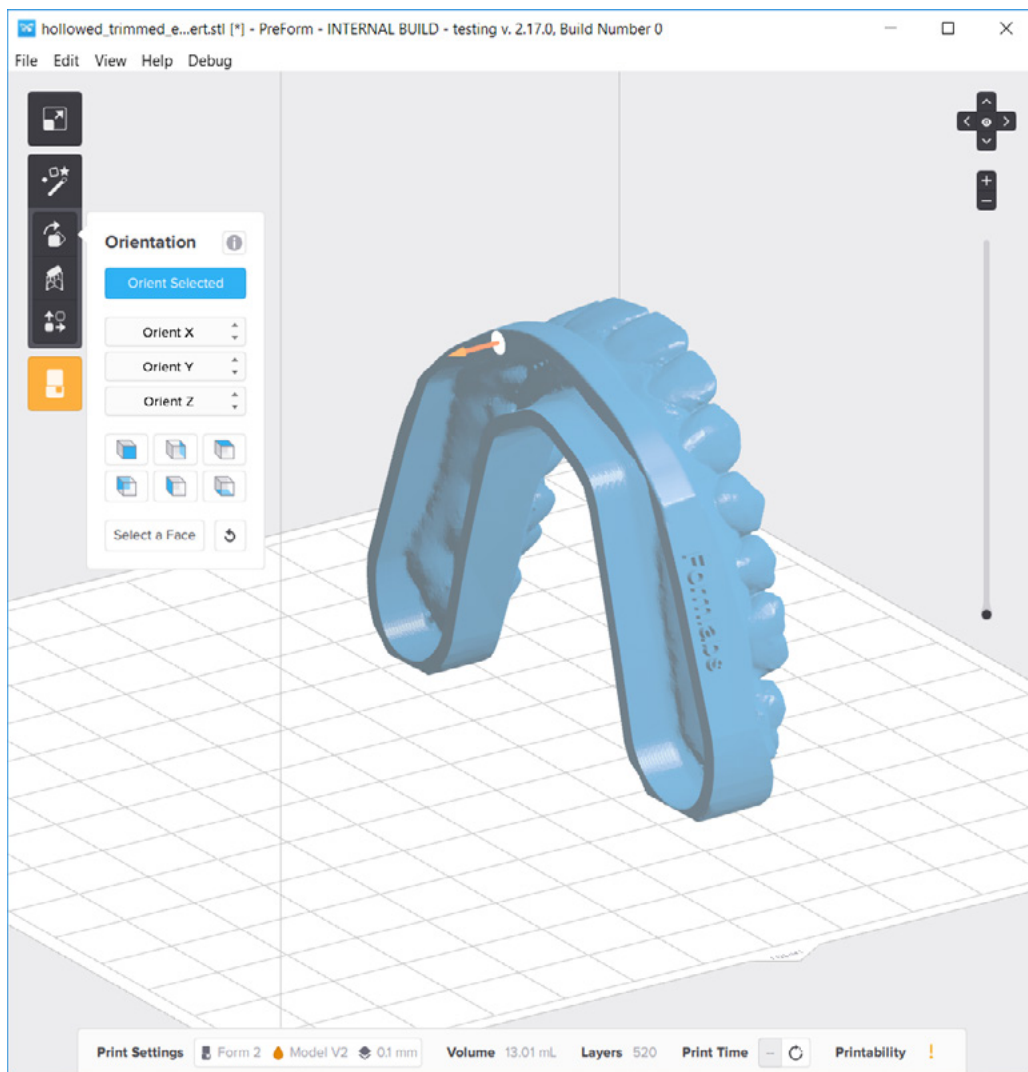 hollowed_trimmed_e...ert.stl [*] - PreForm - INTERNAL BUILD - testing v. 2.17.0, Build Number 0
File Edit View Help Debug
Orientation
Orient Selected
Orient X
Orient Y
Orient Z
Select a Face
Print Settings Form 2 Model V2 0.1 mm Volume 13.01 mL Layers 520 Print Time -- Printability !